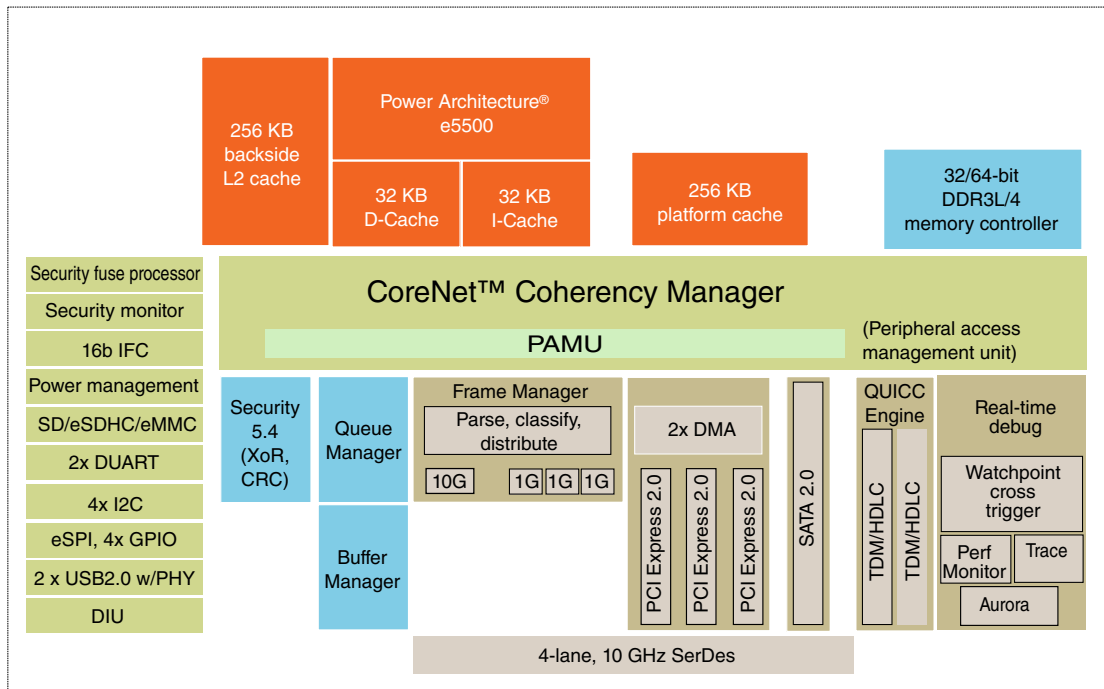 256 KB
backside
L2 cache
Power Architecture®
e5500
32 KB
D-Cache
32 KB
I-Cache
256 KB
platform cache
32/64-bit
DDR3L/4
memory controller
Security fuse processor
Security monitor
16b IFC
Power management
SD/eSDHC/eMMC
2x DUART
4x I2C
eSPI, 4x GPIO
2 x USB2.0 w/PHY
DIU
CoreNet™ Coherency Manager
PAMU
(Peripheral access
management unit)
Security
5.4
(XoR,
CRC)
Queue
Manager
Buffer
Manager
Frame Manager
Parse, classify,
distribute
10G
1G
1G
1G
2x DMA
PCI Express 2.0
PCI Express 2.0
PCI Express 2.0
SATA 2.0
QUICC
Engine
TDM/HDLC
TDM/HDLC
Real-time
debug
Watchpoint
cross
trigger
Perf
Monitor
Trace
Aurora
4-lane, 10 GHz SerDes